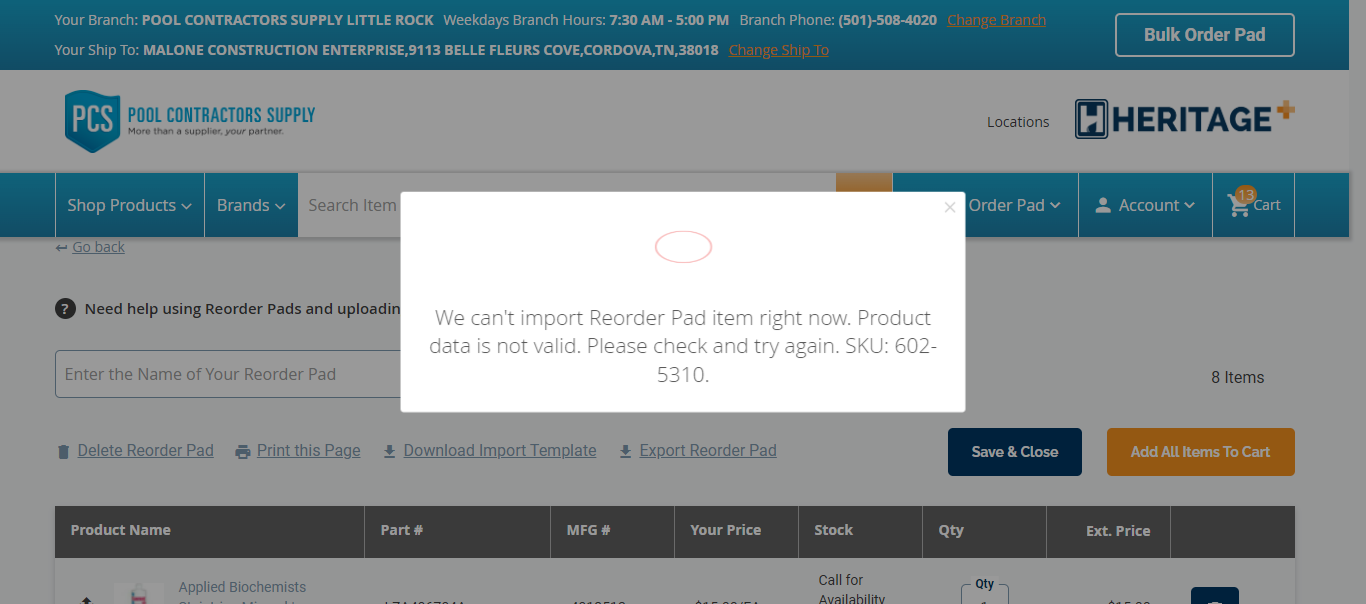 Your Branch: POOL CONTRACTORS SUPPLY LITTLE ROCK Weekdays Branch Hours: 7:30 AM - 5:00 PM Branch Phone: (501)-508-4020 Change Branch
Your Ship To: MALONE CONSTRUCTION ENTERPRISE,9113 BELLE FLEURS COVE,CORDOVA,TN,38018 Change Ship To
Bulk Order Pad
PCS POOL CONTRACTORS SUPPLY
More than a supplier, your partner.
Locations
HERITAGE+
Shop Products
Brands
Search Item
Order Pad
Account
13
Cart
×
Go back
? Need help using Reorder Pads and uploadin
We can't import Reorder Pad item right now. Product
data is not valid. Please check and try again. SKU: 602-
5310.
Enter the Name of Your Reorder Pad
8 Items
Delete Reorder Pad Print this Page Download Import Template Export Reorder Pad
Save & Close
Add All Items To Cart
Product Name Part # MFG # Your Price Stock Qty Ext. Price
Applied Biochemists
Call for
Availability
Qty